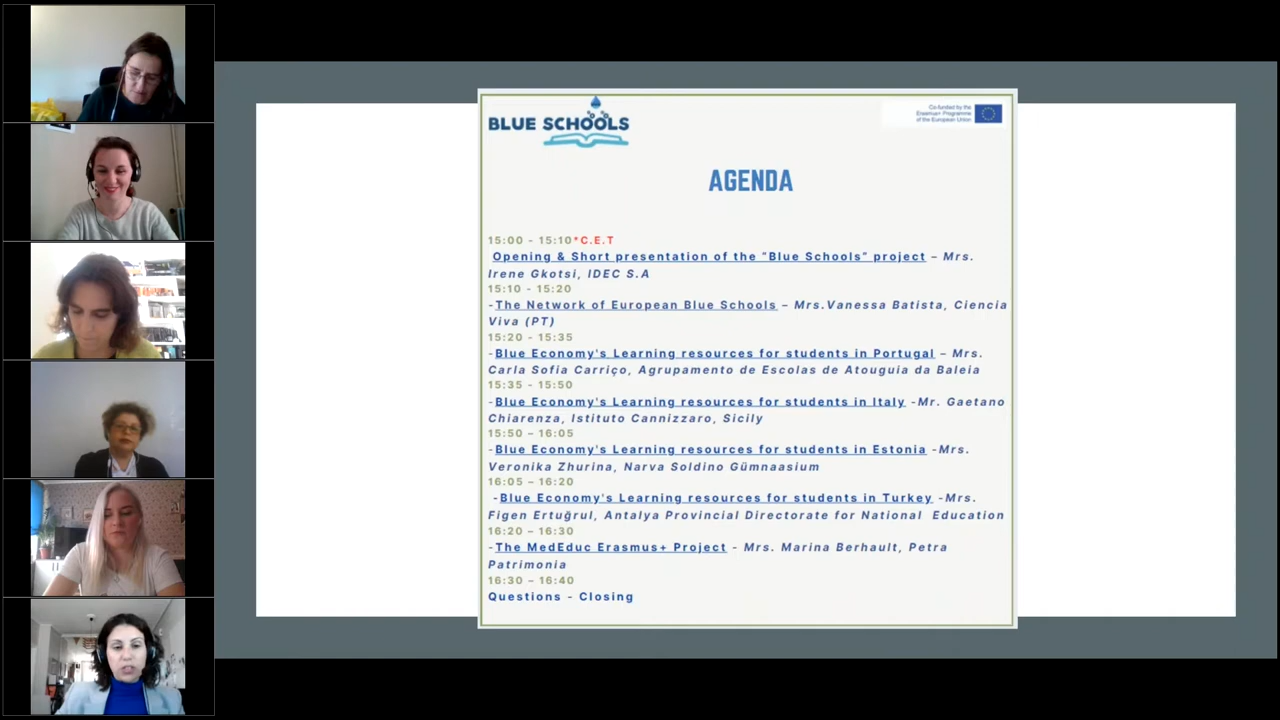 BLUE SCHOOLS
Co-funded by the
Erasmus+ Programme
of the European Union
AGENDA
15:00 - 15:10*C.E.T
Opening & Short presentation of the "Blue Schools" project – Mrs.
Irene Gkotsi, IDEC S.A
15:10 - 15:20
-The Network of European Blue Schools – Mrs.Vanessa Batista, Ciencia
Viva (PT)
15:20 - 15:35
-Blue Economy's Learning resources for students in Portugal – Mrs.
Carla Sofia Carriço, Agrupamento de Escolas de Atouguia da Baleia
15:35 - 15:50
-Blue Economy's Learning resources for students in Italy -Mr. Gaetano
Chiarenza, Istituto Cannizzaro, Sicily
15:50 – 16:05
-Blue Economy's Learning resources for students in Estonia -Mrs.
Veronika Zhurina, Narva Soldino Gümnaasium
16:05 – 16:20
-Blue Economy's Learning resources for students in Turkey -Mrs.
Figen Ertuğrul, Antalya Provincial Directorate for National Education
16:20 – 16:30
-The MedEduc Erasmus+ Project - Mrs. Marina Berhault, Petra
Patrimonia
16:30 – 16:40
Questions - Closing